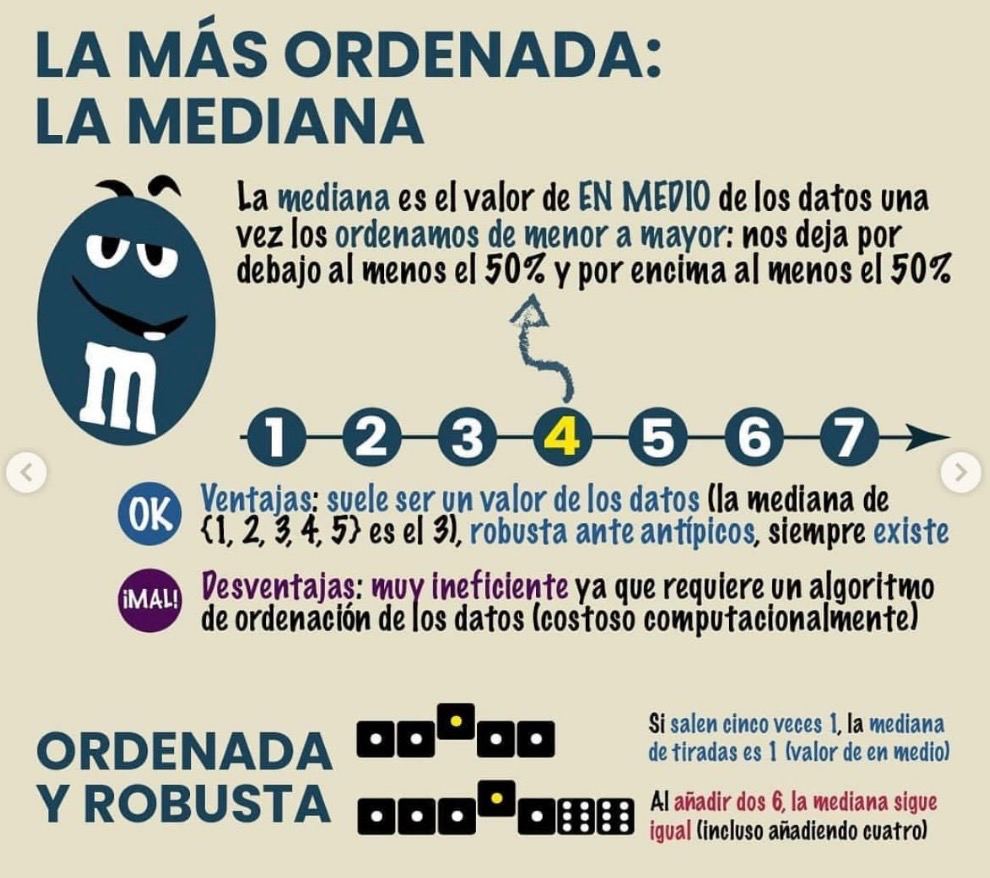 LA MÁS ORDENADA:
LA MEDIANA
La mediana es el valor de EN MEDIO de los datos una
vez los ordenamos de menor a mayor: nos deja por
debajo al menos el 50% y por encima al menos el 50%
m
1 2 3 4 5 6 7
OK
Ventajas: suele ser un valor de los datos (la mediana de
{1, 2, 3, 4, 5} es el 3), robusta ante antípicos, siempre existe
¡MAL!
Desventajas: muy ineficiente ya que requiere un algoritmo
de ordenación de los datos (costoso computacionalmente)
ORDENADA
Y ROBUSTA
Si salen cinco veces 1, la mediana
de tiradas es 1 (valor de en medio)
Al añadir dos 6, la mediana sigue
igual (incluso añadiendo cuatro)